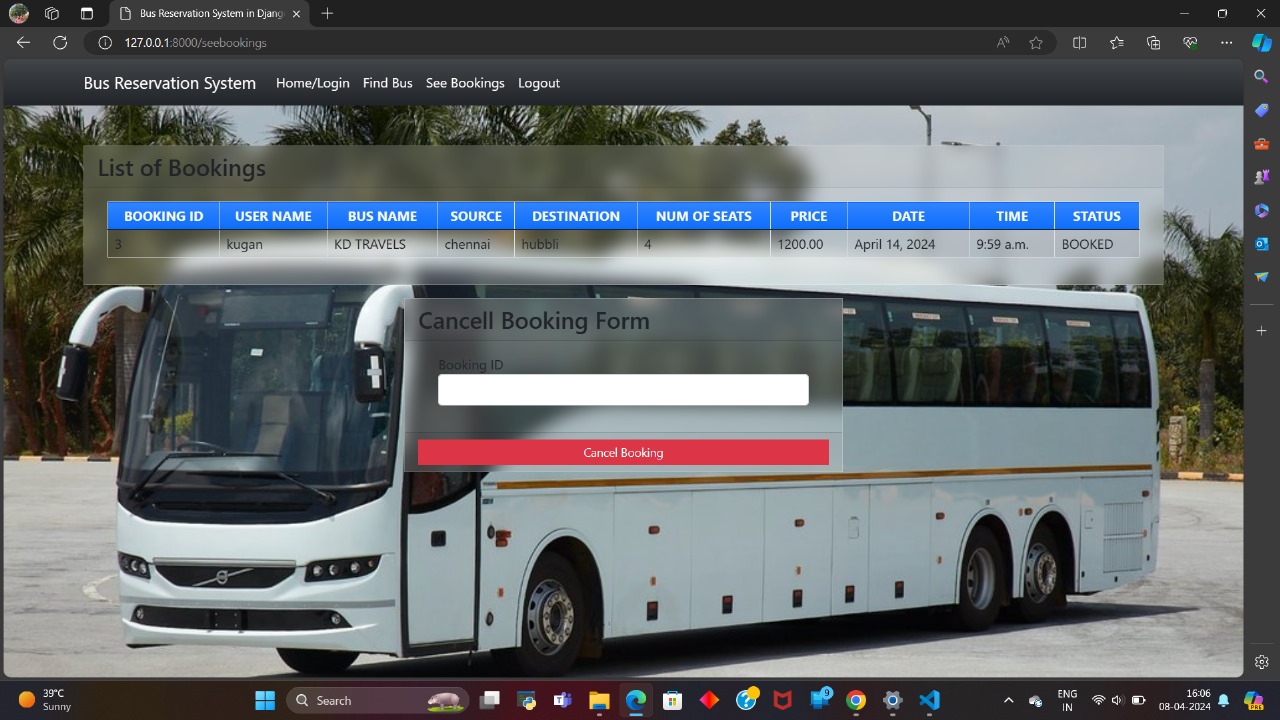 Bus Reservation System in Djang
127.0.0.1:8000/seebookings
Bus Reservation System Home/Login Find Bus See Bookings Logout
List of Bookings
BOOKING ID USER NAME BUS NAME SOURCE DESTINATION NUM OF SEATS PRICE DATE TIME STATUS
3 kugan KD TRAVELS chennai hubbli 4 1200.00 April 14, 2024 9:59 a.m. BOOKED
Cancell Booking Form
Booking ID
Cancel Booking
39°C
Sunny
Search
9
ENG
IN
16:06
08-04-2024
PRE